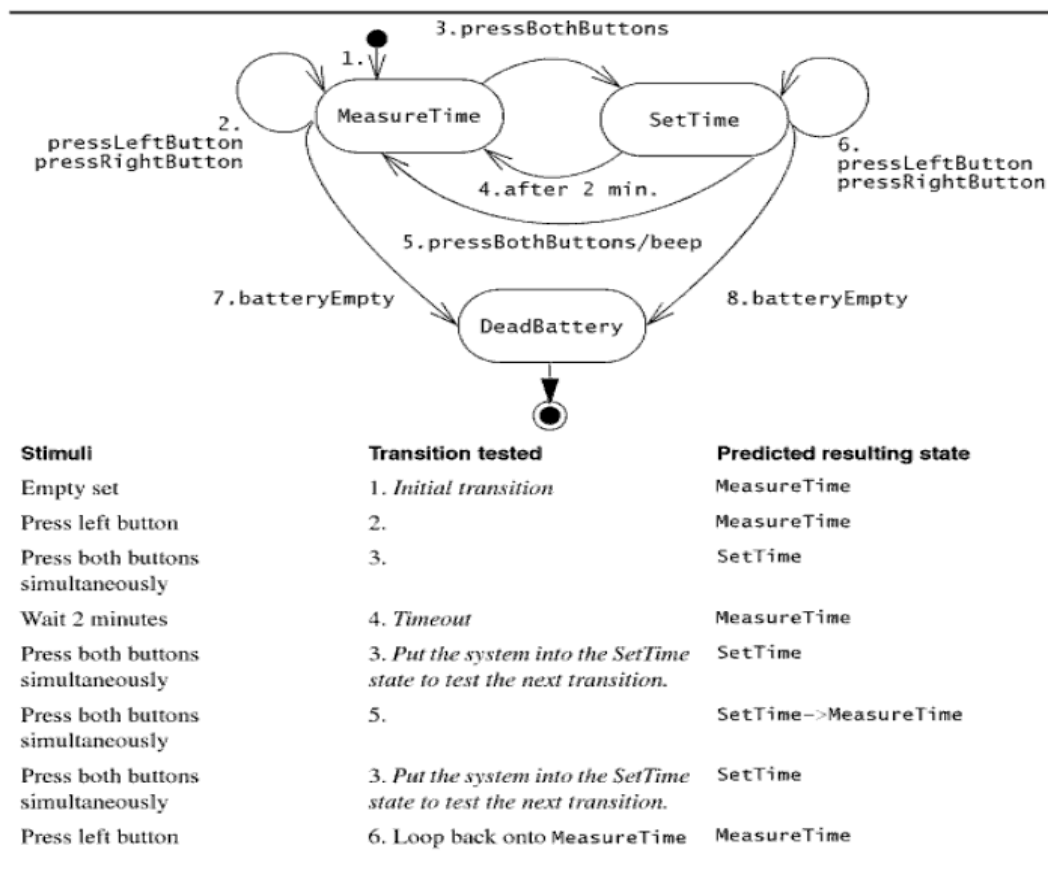 3.pressBothButtons
1.
MeasureTime
SetTime
2.
pressLeftButton
pressRightButton
6.
pressLeftButton
pressRightButton
4.after 2 min.
5.pressBothButtons/beep
7.batteryEmpty
8.batteryEmpty
DeadBattery
Stimuli Transition tested Predicted resulting state
Empty set 1. Initial transition MeasureTime
Press left button 2. MeasureTime
Press both buttons 3. SetTime
simultaneously
Wait 2 minutes 4. Timeout MeasureTime
Press both buttons 3. Put the system into the SetTime SetTime
simultaneously state to test the next transition.
Press both buttons 5. SetTime->MeasureTime
simultaneously
Press both buttons 3. Put the system into the SetTime SetTime
simultaneously state to test the next transition.
Press left button 6. Loop back onto MeasureTime MeasureTime